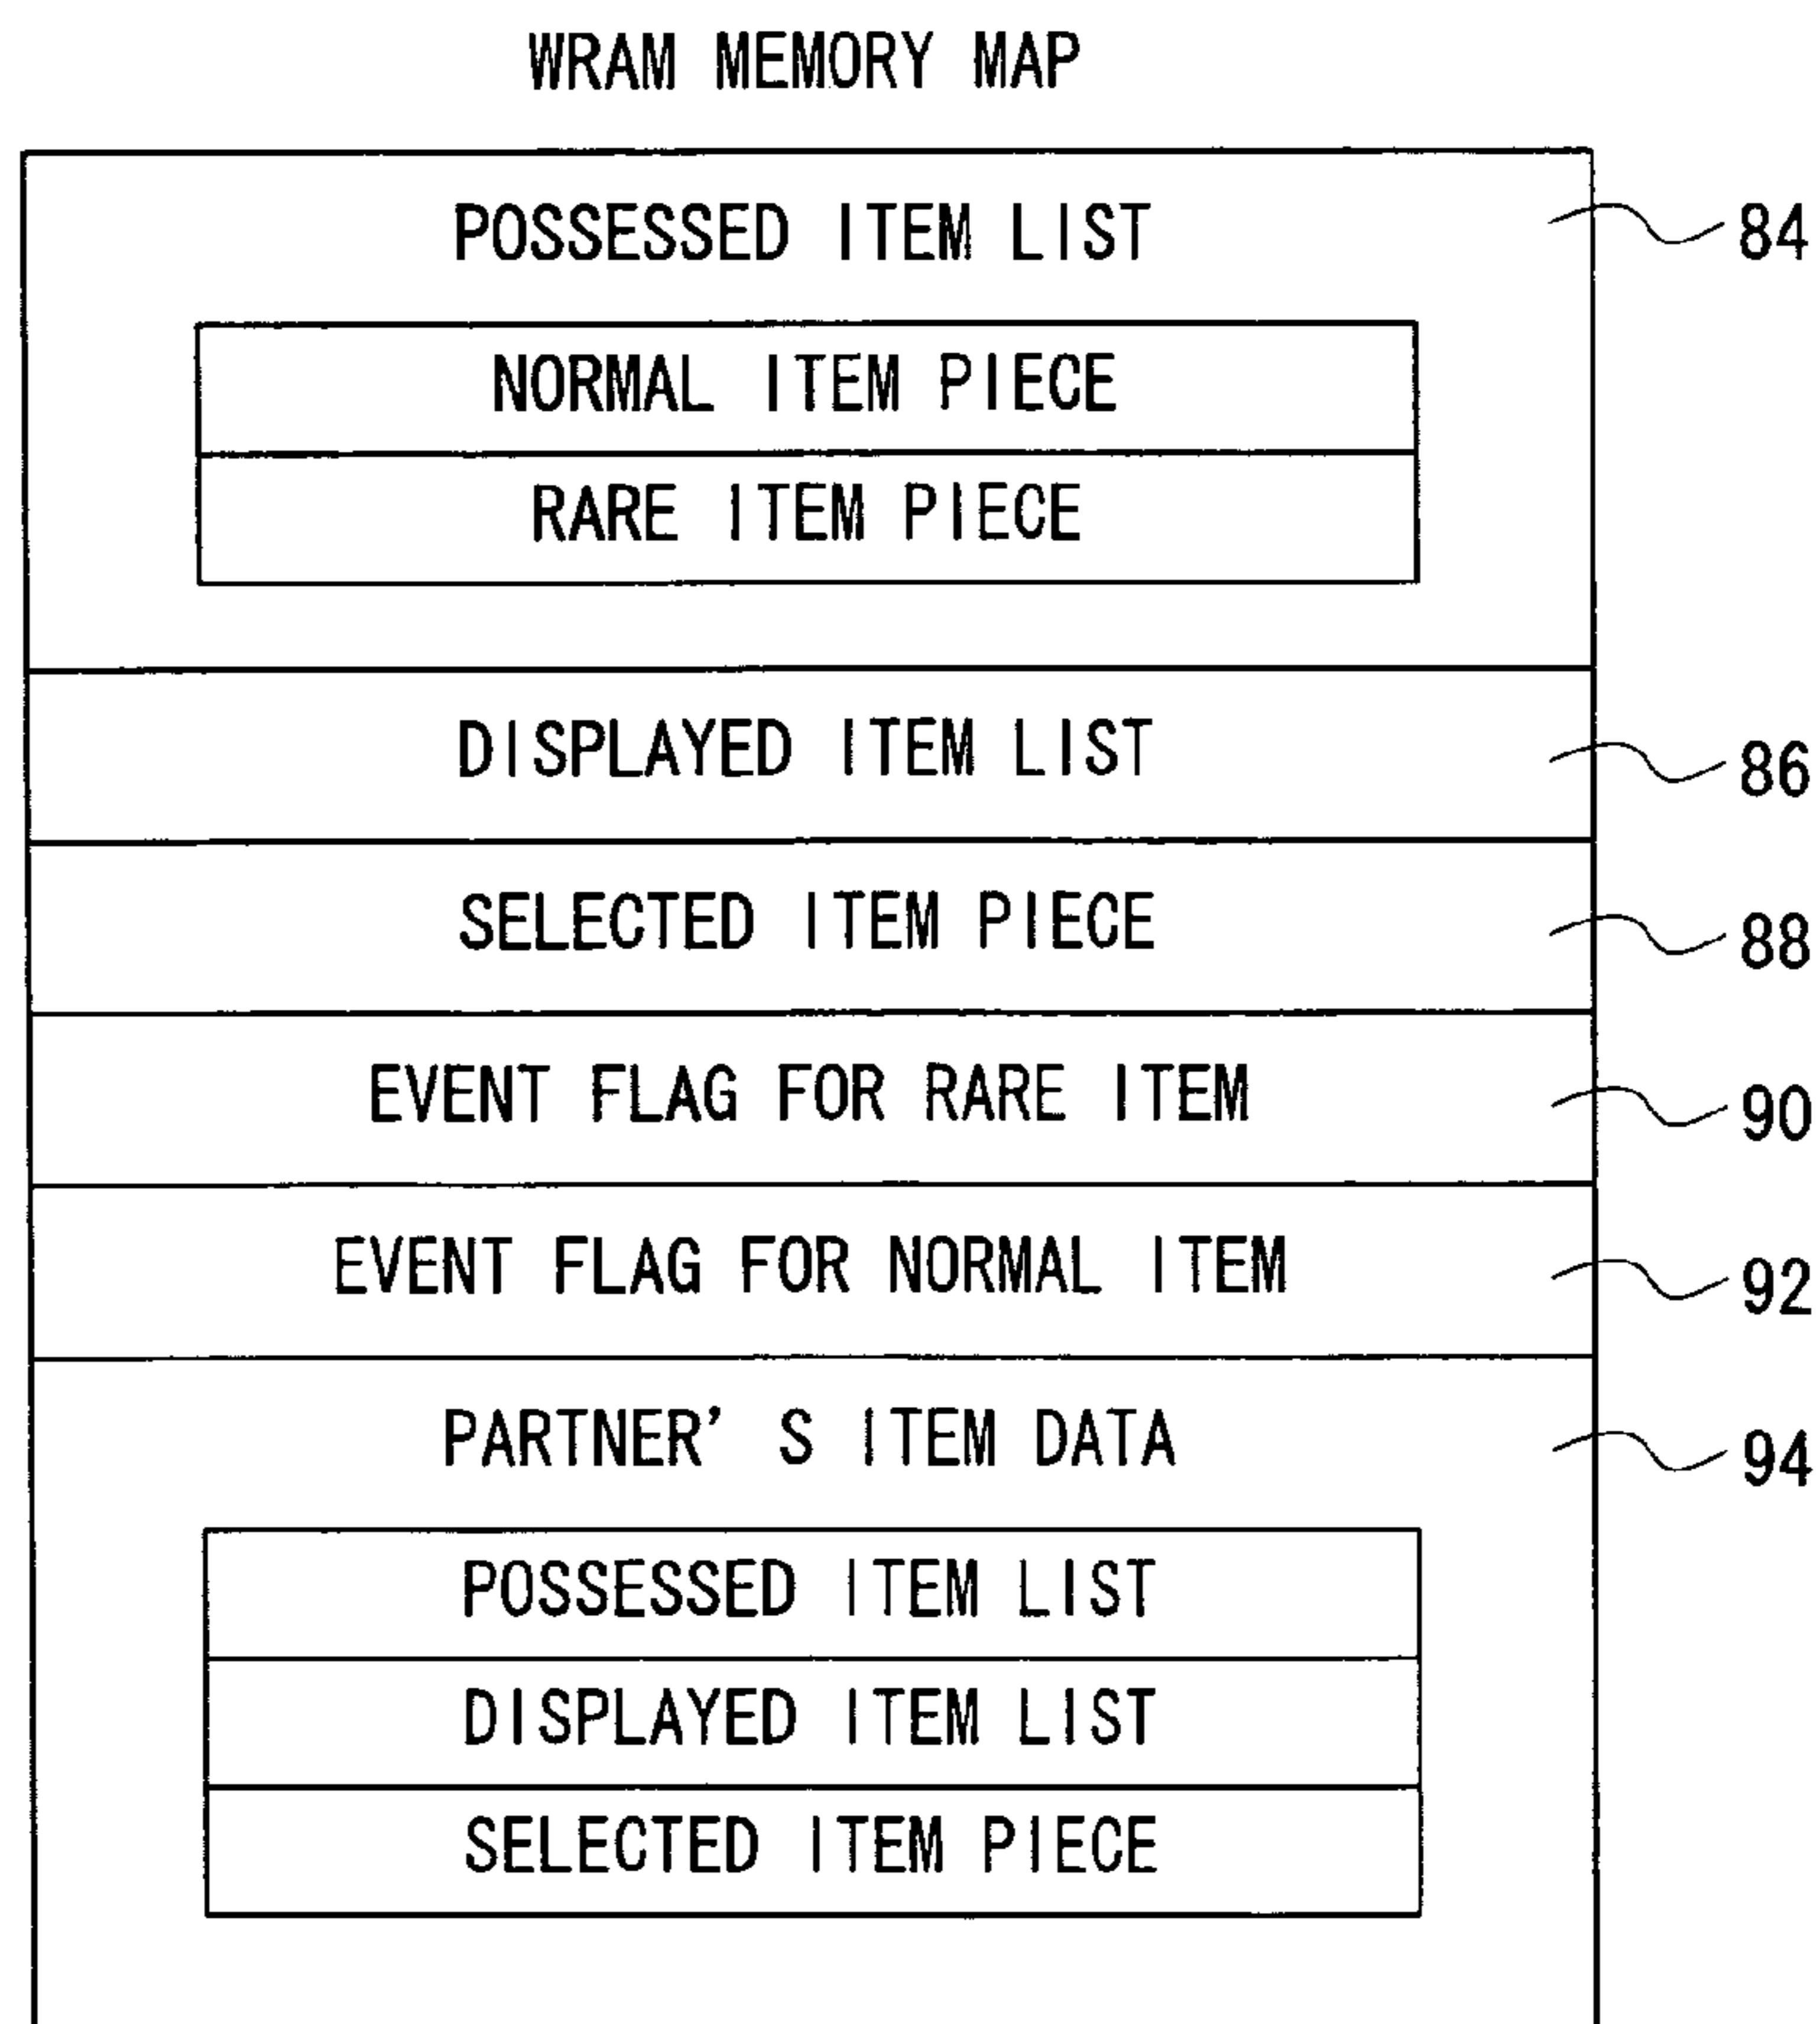 WRAM MEMORY MAP
POSSESSED ITEM LIST 84
NORMAL ITEM PIECE
RARE ITEM PIECE
DISPLAYED ITEM LIST 86
SELECTED ITEM PIECE 88
EVENT FLAG FOR RARE ITEM 90
EVENT FLAG FOR NORMAL ITEM 92
PARTNER'S ITEM DATA 94
POSSESSED ITEM LIST
DISPLAYED ITEM LIST
SELECTED ITEM PIECE